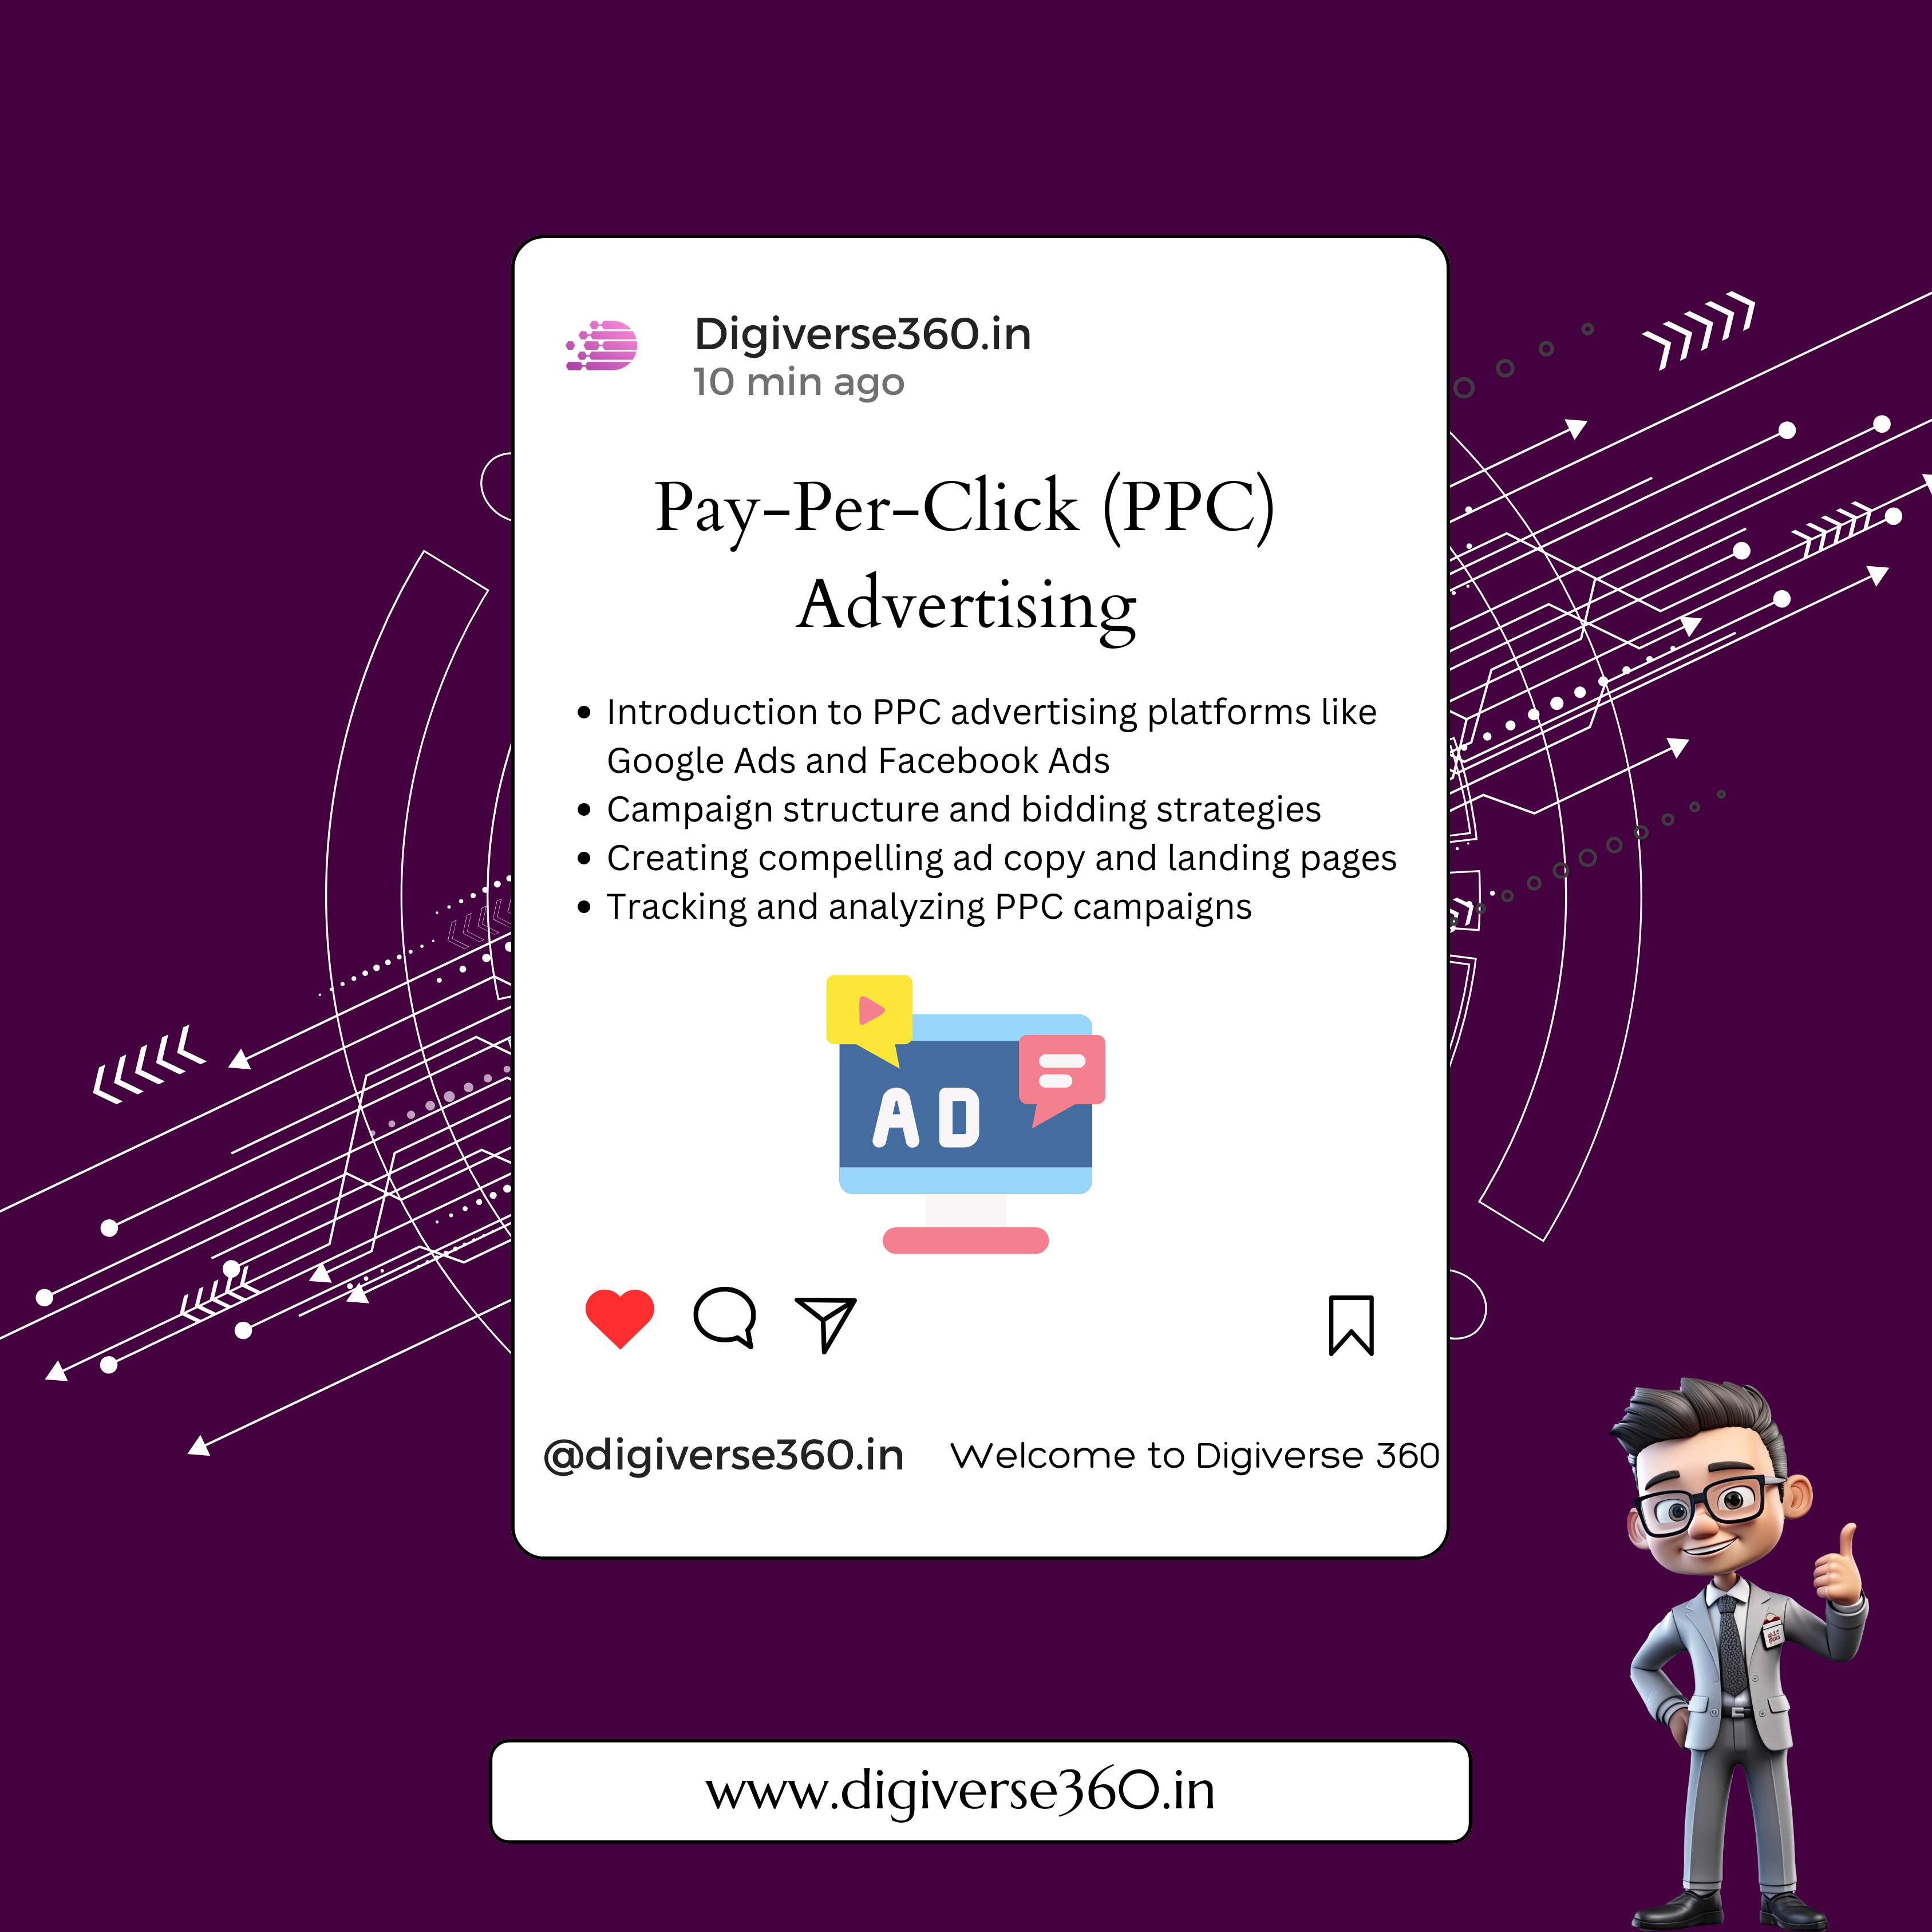 Digiverse360.in
10 min ago
Pay-Per-Click (PPC)
Advertising
• Introduction to PPC advertising platforms like
Google Ads and Facebook Ads
• Campaign structure and bidding strategies
• Creating compelling ad copy and landing pages
• Tracking and analyzing PPC campaigns
AD
@digiverse360.in
Welcome to Digiverse 360
www.digiverse360.in